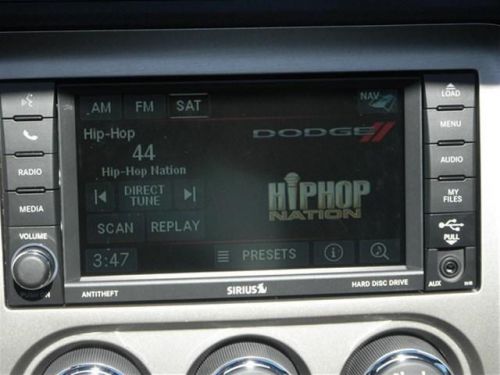 AM FM SAT NAV
Hip-Hop
DODGE
44
Hip-Hop Nation
HIPHOP
NATION
DIRECT
TUNE
SCAN REPLAY
3:47 PRESETS
RADIO
MEDIA
VOLUME
ANTITHEFT
SIRIUS
HARD DISC DRIVE
LOAD
MENU
AUDIO
MY
FILES
PULL
AUX